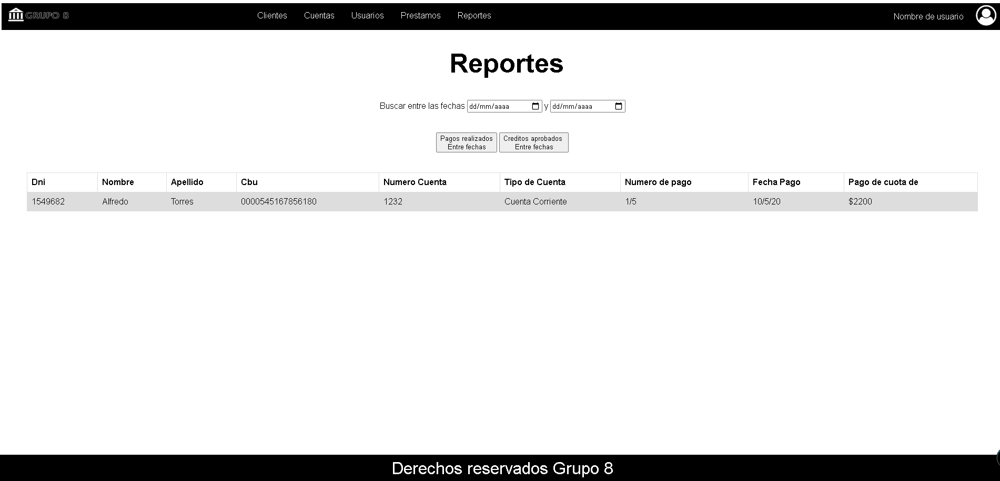 GRUPO 8 Clientes Cuentas Usuarios Prestamos Reportes Nombre de usuario
Reportes
Buscar entre las fechas dd/mm/aaaa y dd/mm/aaaa
Pagos realizados
Entre fechas
Creditos aprobados
Entre fechas
Dni Nombre Apellido Cbu Numero Cuenta Tipo de Cuenta Numero de pago Fecha Pago Pago de cuota de
1549682 Alfredo Torres 0000545167856180 1232 Cuenta Corriente 1/5 10/5/20 $2200
Derechos reservados Grupo 8